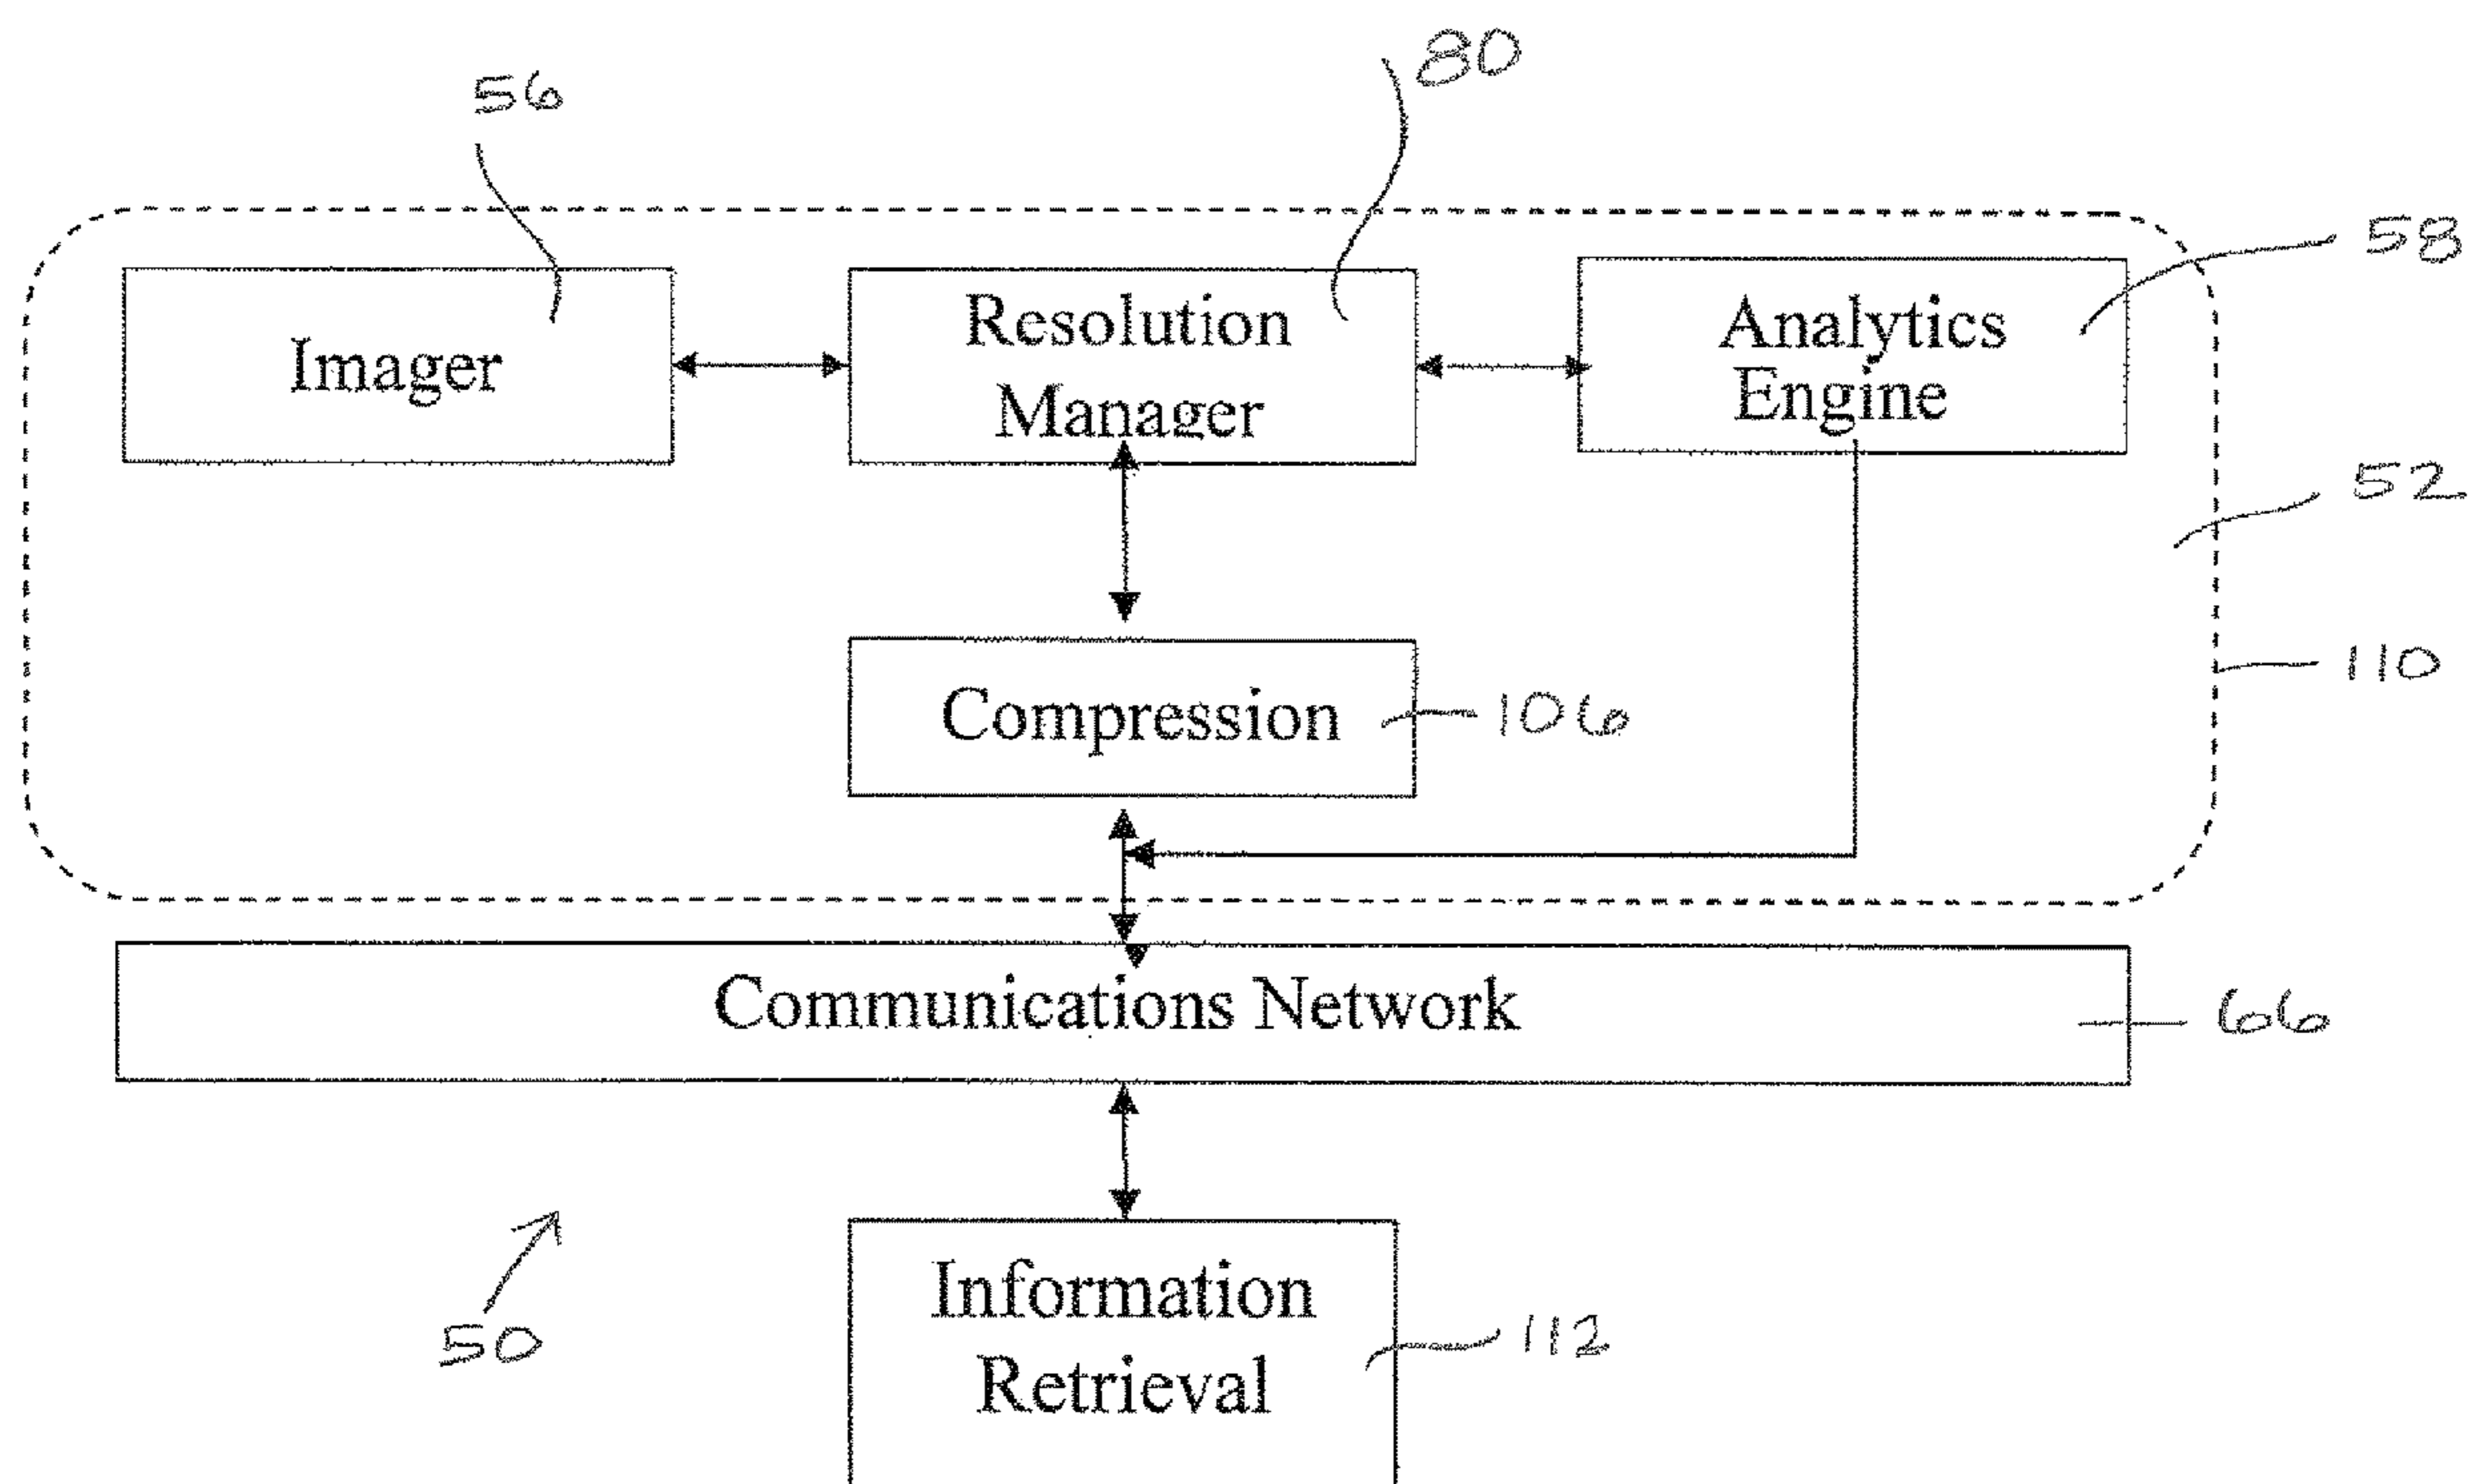 80
56
58
Imager
Resolution
Manager
Analytics
Engine
52
110
Compression
106
Communications Network
66
50
Information
Retrieval
112